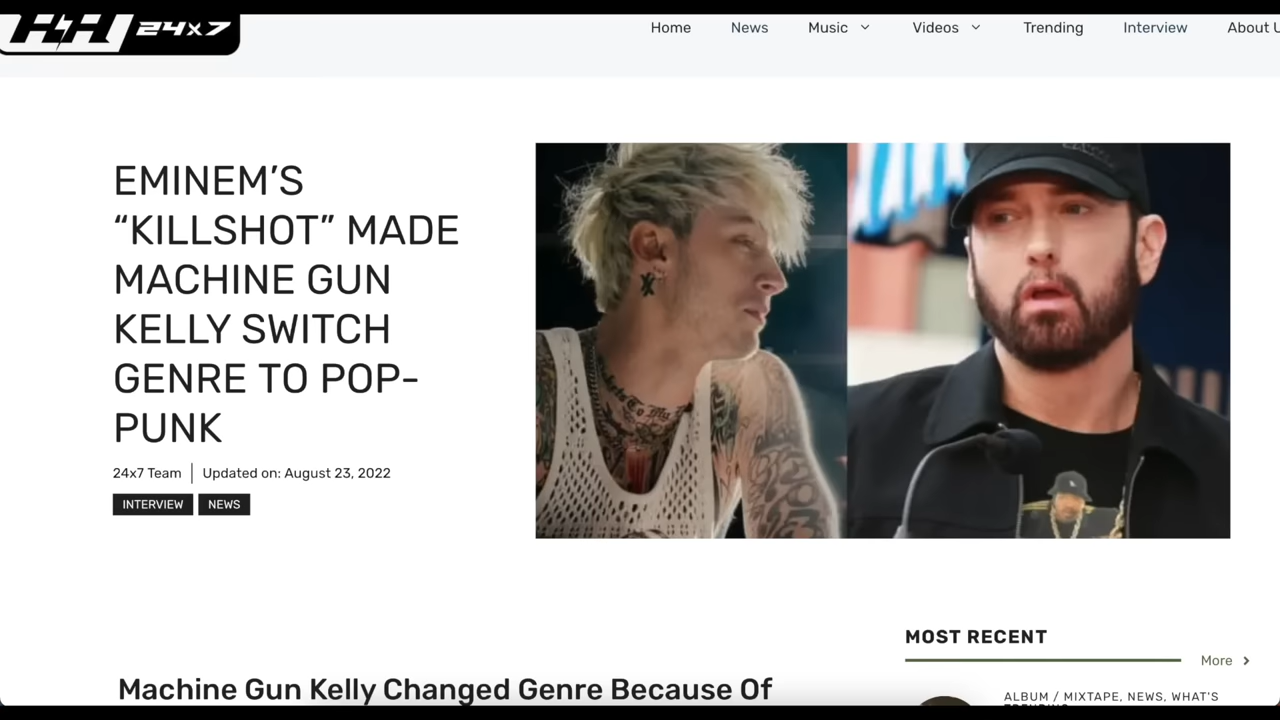 HH 24x7
Home News Music Videos Trending Interview About U
EMINEM’S
“KILLSHOT” MADE
MACHINE GUN
KELLY SWITCH
GENRE TO POP-
PUNK
24x7 Team | Updated on: August 23, 2022
INTERVIEW NEWS
MOST RECENT
More
Machine Gun Kelly Changed Genre Because Of
ALBUM / MIXTAPE, NEWS, WHAT’S